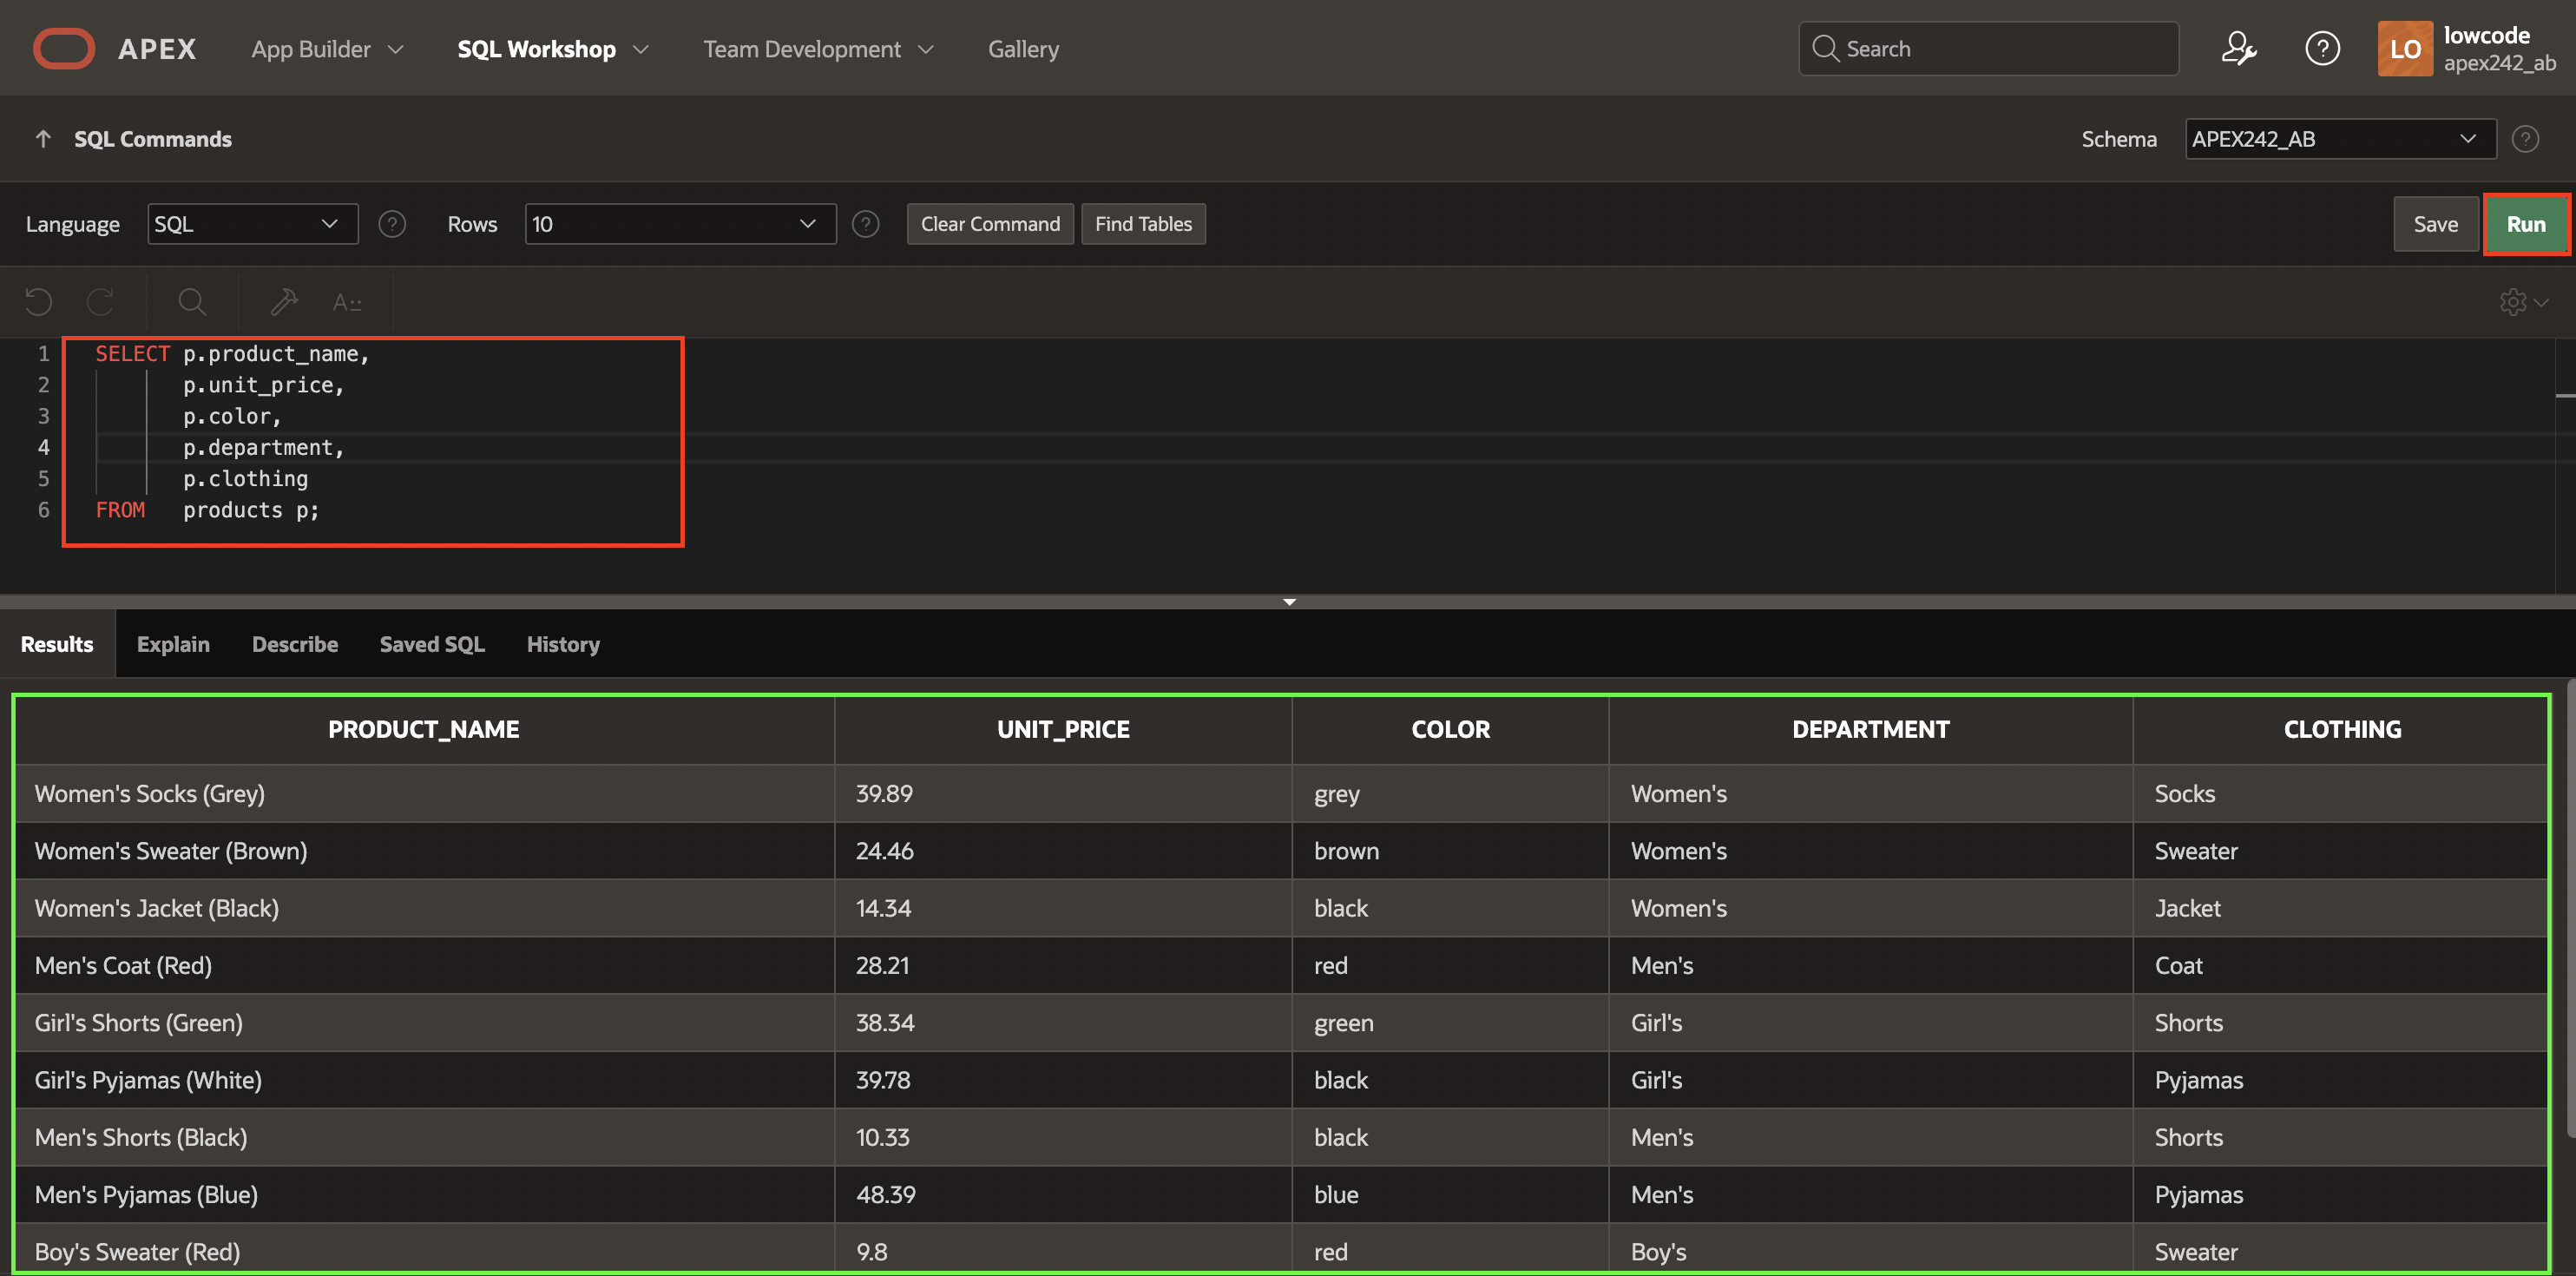 APEX App Builder SQL Workshop Team Development Gallery Search LO lowcode
apex242_ab
SQL Commands Schema APEX242_AB
Language SQL Rows 10 Clear Command Find Tables Save Run
A::
1 SELECT p.product_name,
2 p.unit_price,
3 p.color,
4 p.department,
5 p.clothing
6 FROM products p;
Results Explain Describe Saved SQL History
PRODUCT_NAME UNIT_PRICE COLOR DEPARTMENT CLOTHING
Women's Socks (Grey) 39.89 grey Women's Socks
Women's Sweater (Brown) 24.46 brown Women's Sweater
Women's Jacket (Black) 14.34 black Women's Jacket
Men's Coat (Red) 28.21 red Men's Coat
Girl's Shorts (Green) 38.34 green Girl's Shorts
Girl's Pyjamas (White) 39.78 black Girl's Pyjamas
Men's Shorts (Black) 10.33 black Men's Shorts
Men's Pyjamas (Blue) 48.39 blue Men's Pyjamas
Boy's Sweater (Red) 9.8 red Boy's Sweater